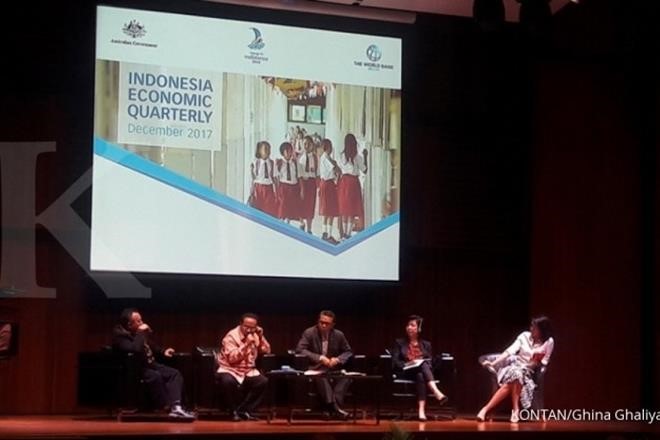 Australian Government
THE WORLD BANK
INDONESIA
ECONOMIC
QUARTERLY
December 2017
K
KONTAN/Ghina Ghaliya